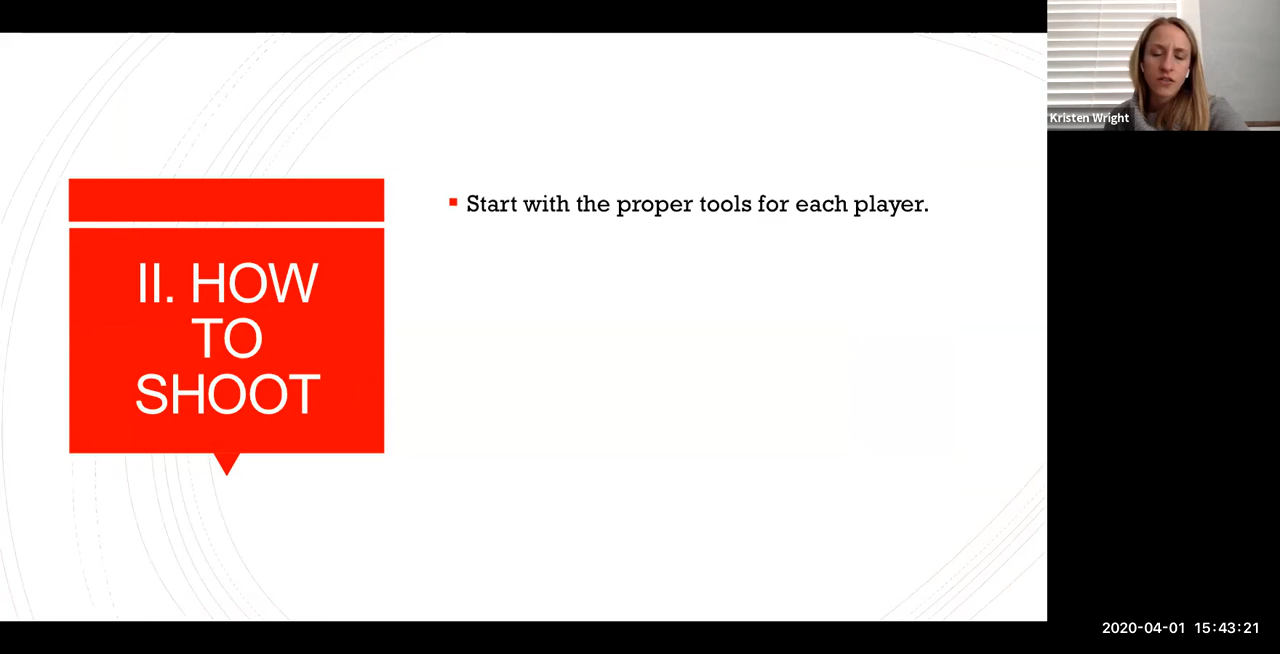 Kristen Wright
Start with the proper tools for each player.
II. HOW
TO
SHOOT
2020-04-01 15:43:21